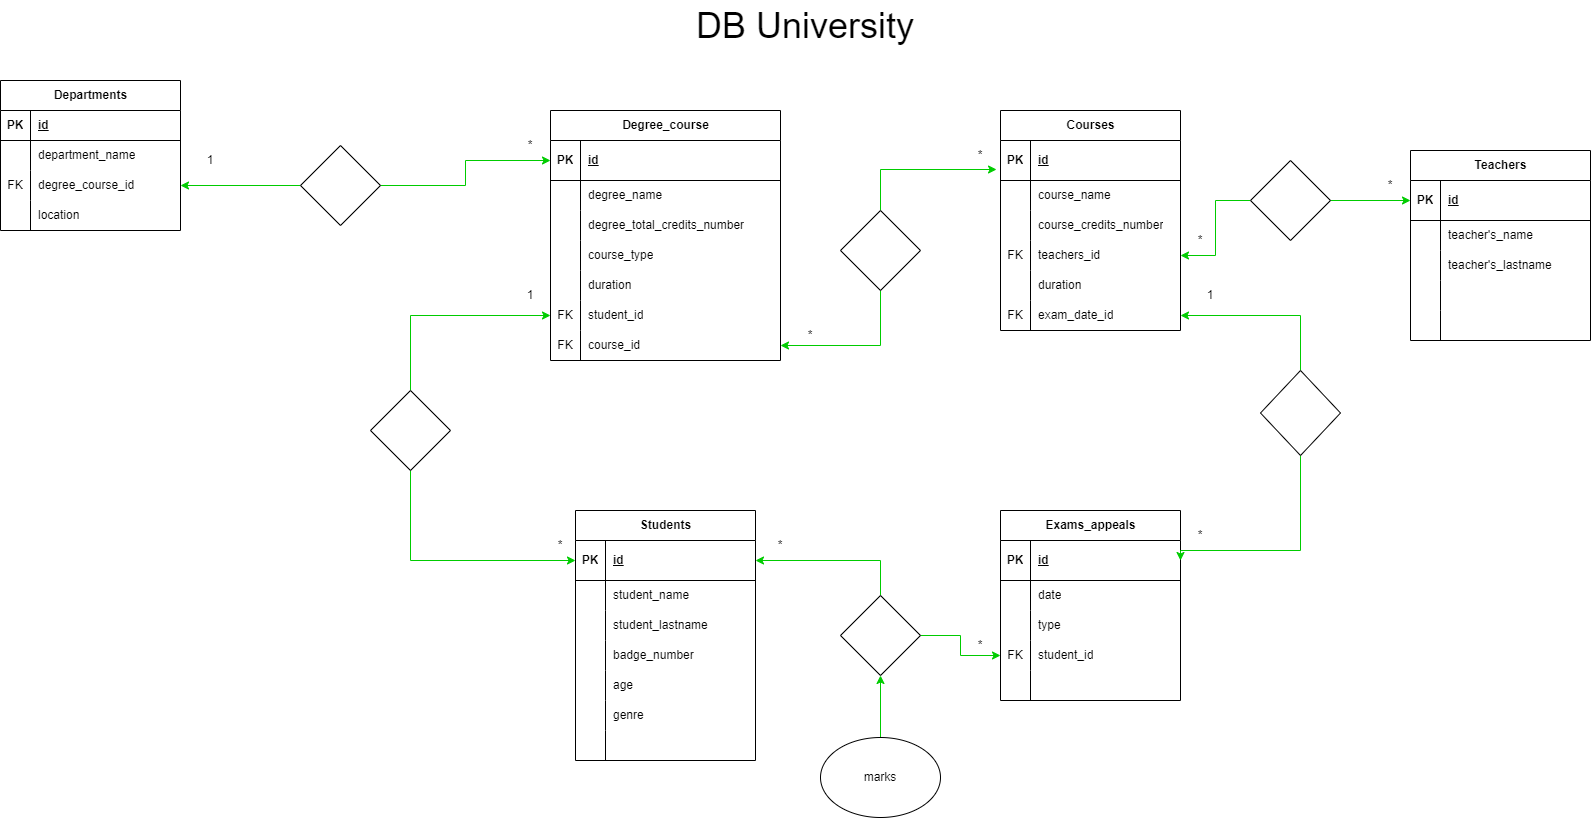 DB University
Departments
PK id
department_name
FK degree_course_id
location
1
*
Degree_course
PK id
degree_name
degree_total_credits_number
course_type
duration
FK student_id
FK course_id
1
*
*
Courses
PK id
course_name
course_credits_number
FK teachers_id
duration
FK exam_date_id
*
*
1
Teachers
PK id
teacher's_name
teacher's_lastname
*
Students
PK id
student_name
student_lastname
badge_number
age
genre
*
*
marks
*
Exams_appeals
PK id
date
type
FK student_id
*